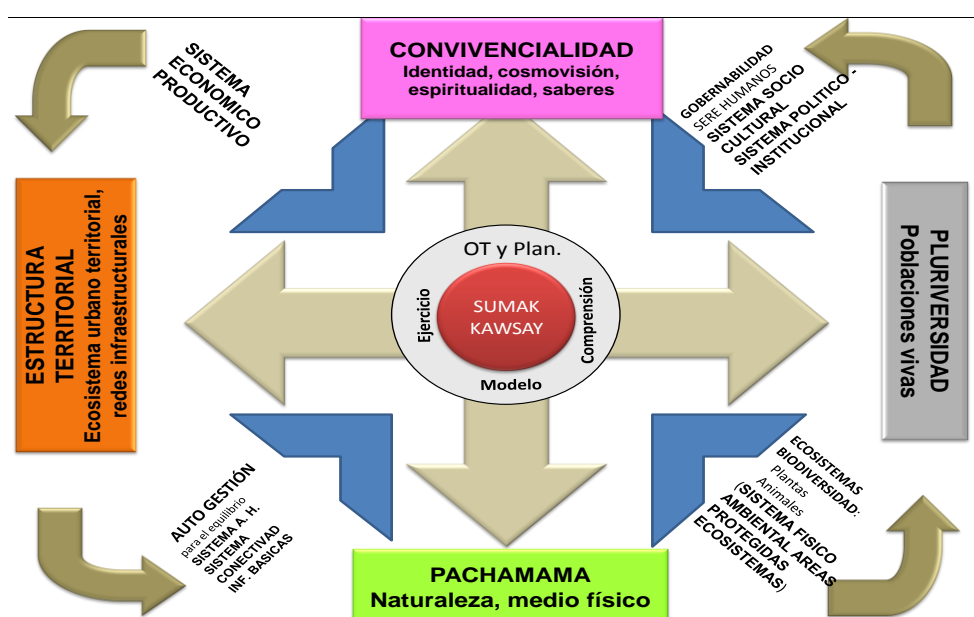 CONVIVENCIALIDAD
Identidad, cosmovisión,
espiritualidad, saberes
SISTEMA
ECONOMICO
PRODUCTIVO
GOBERNABILIDAD
SERE HUMANOS
SISTEMA SOCIO
CULTURAL
SISTEMA POLITICO -
INSTITUCIONAL
ESTRUCTURA
TERRITORIAL
Ecosistema urbano territorial,
redes infraestructurales
OT y Plan.
Ejercicio
SUMAK
KAWSAY
Comprensión
Modelo
PLURIVERSIDAD
Poblaciones vivas
AUTO GESTIÓN
para el equilibrio
SISTEMA A. H.
SISTEMA
CONECTIVAD
INF: BASICAS
ECOSISTEMAS
BIODIVERSIDAD:
Plantas
Animales
(SISTEMA FISICO
AMBIENTAL AREAS
PROTEGIDAS
ECOSISTEMAS)
PACHAMAMA
Naturaleza, medio físico